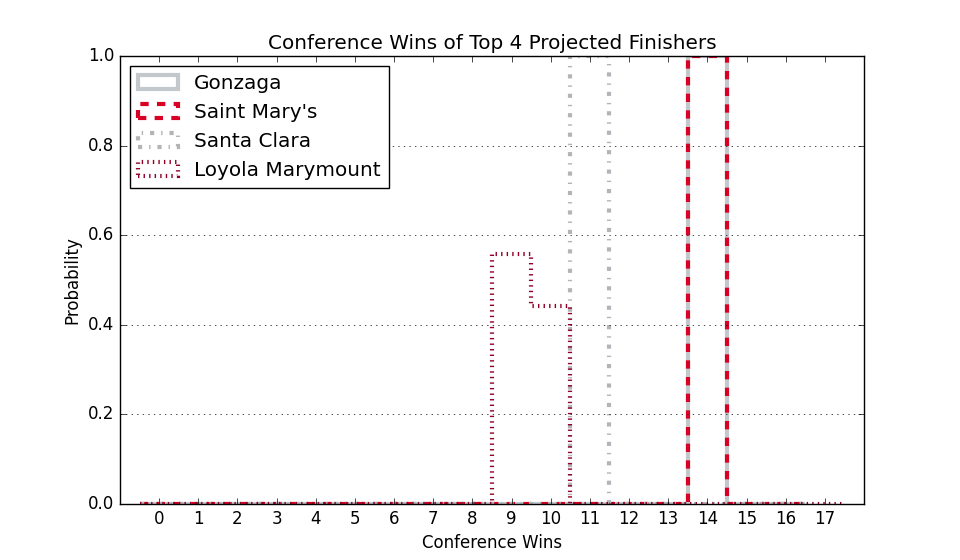 Conference Wins of Top 4 Projected Finishers
1.0
0.8
0.6
0.4
0.2
0.0
Probability
Gonzaga
Saint Mary's
Santa Clara
Loyola Marymount
0 1 2 3 4 5 6 7 8 9 10 11 12 13 14 15 16 17
Conference Wins